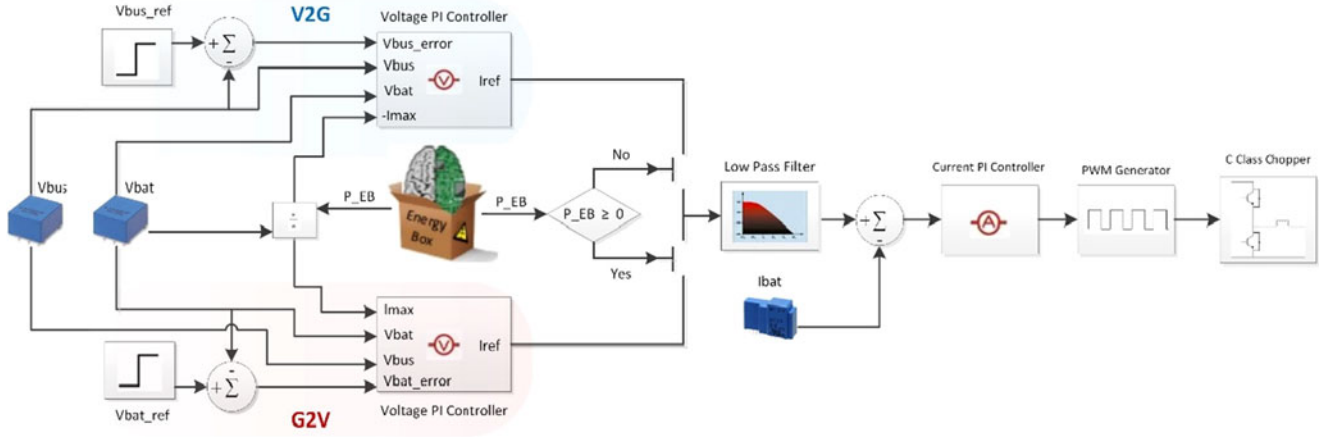 Vbus_ref
V2G
Voltage PI Controller
Vbus_error
Vbus
Vbat
-Imax
Iref
Vbus
Vbat
P_EB
Energy
Box
P_EB
No
P_EB ≥ 0
Yes
Low Pass Filter
Current PI Controller
PWM Generator
C Class Chopper
Ibat
Imax
Vbat
Vbus
Vbat_error
Iref
Vbat_ref
G2V
Voltage PI Controller